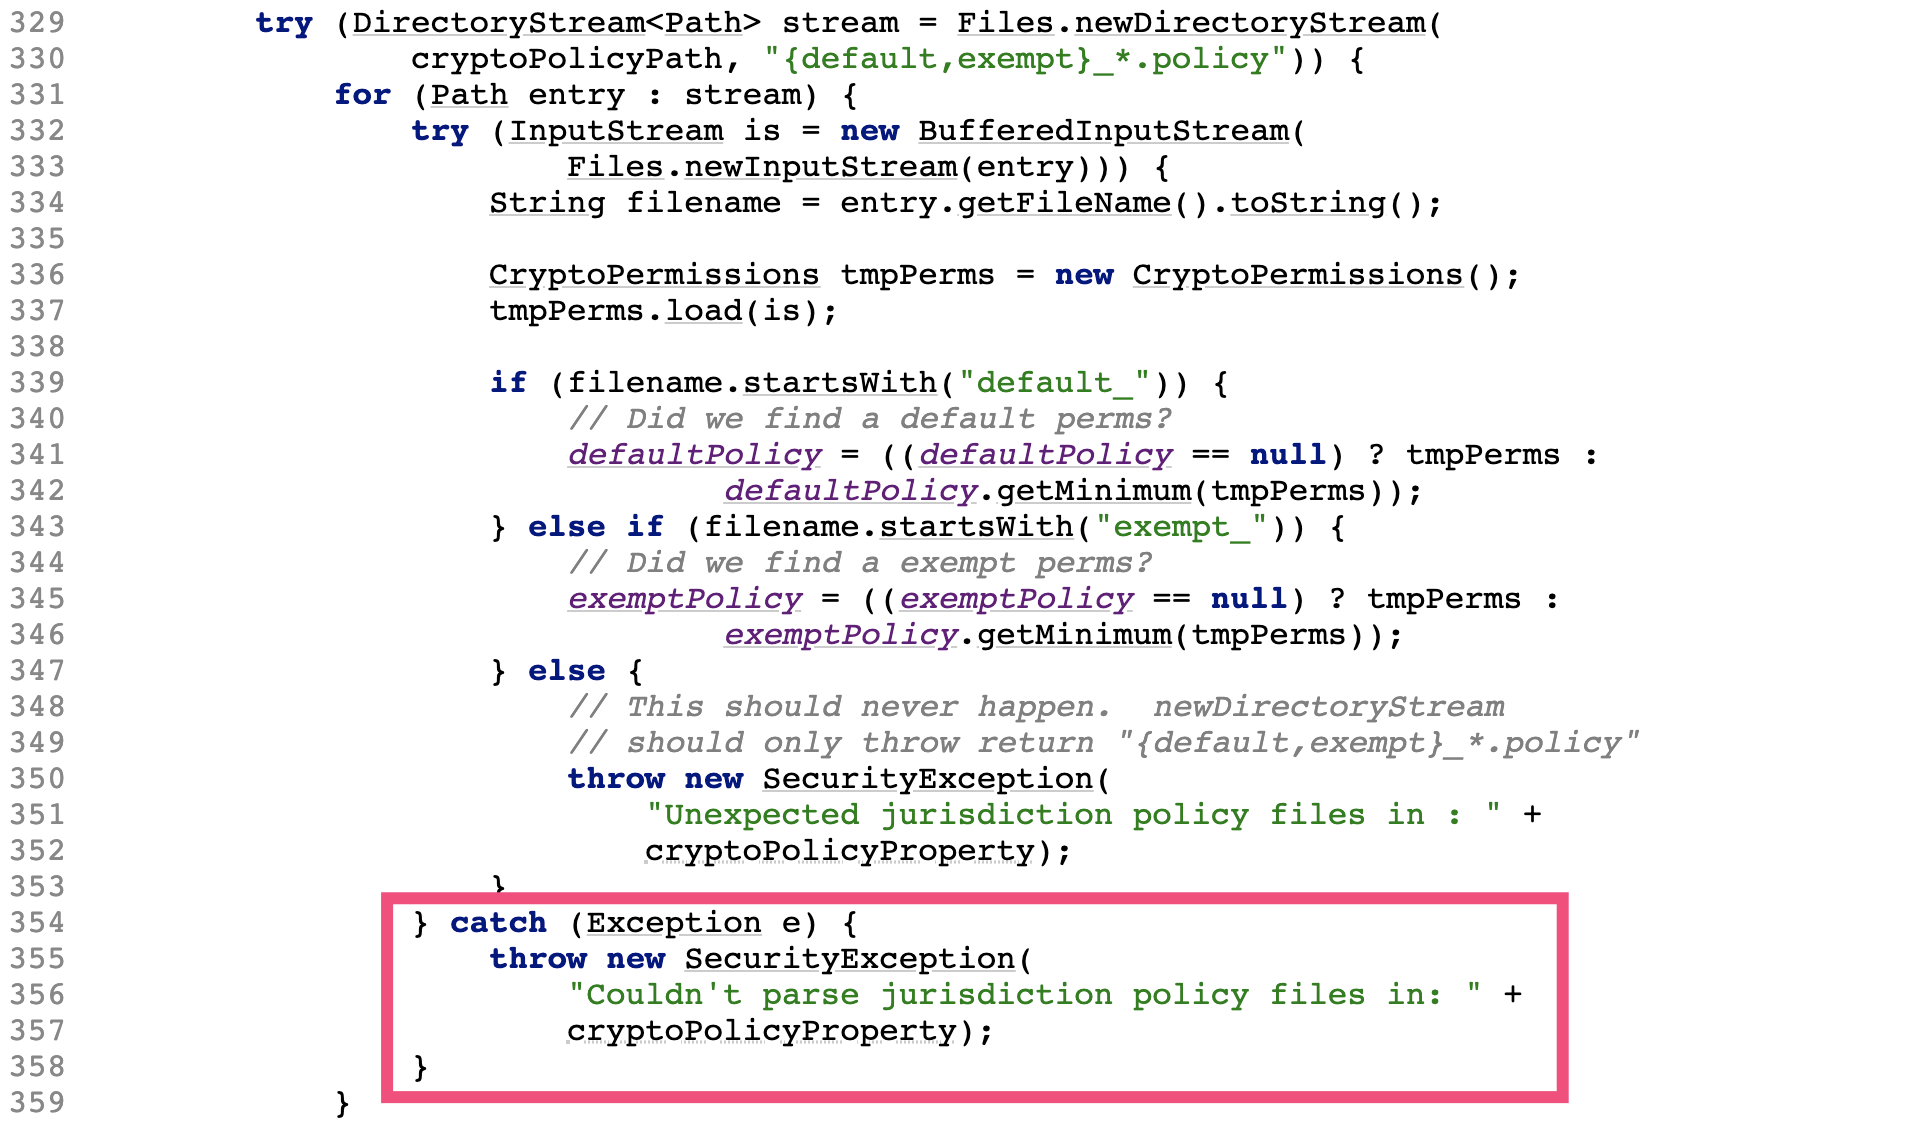 329 try (DirectoryStream<Path> stream = Files.newDirectoryStream(
330 cryptoPolicyPath, "{default,exempt}_*.policy")) {
331 for (Path entry : stream) {
332 try (InputStream is = new BufferedInputStream(
333 Files.newInputStream(entry))) {
334 String filename = entry.getFileName().toString();
335
336 CryptoPermissions tmpPerms = new CryptoPermissions();
337 tmpPerms.load(is);
338
339 if (filename.startsWith("default_")) {
340 // Did we find a default perms?
341 defaultPolicy = ((defaultPolicy == null) ? tmpPerms :
342 defaultPolicy.getMinimum(tmpPerms));
343 } else if (filename.startsWith("exempt_")) {
344 // Did we find a exempt perms?
345 exemptPolicy = ((exemptPolicy == null) ? tmpPerms :
346 exemptPolicy.getMinimum(tmpPerms));
347 } else {
348 // This should never happen.  newDirectoryStream
349 // should only throw return "{default,exempt}_*.policy"
350 throw new SecurityException(
351 "Unexpected jurisdiction policy files in : " +
352 cryptoPolicyProperty);
353 }
354 } catch (Exception e) {
355 throw new SecurityException(
356 "Couldn't parse jurisdiction policy files in: " +
357 cryptoPolicyProperty);
358 }
359 }